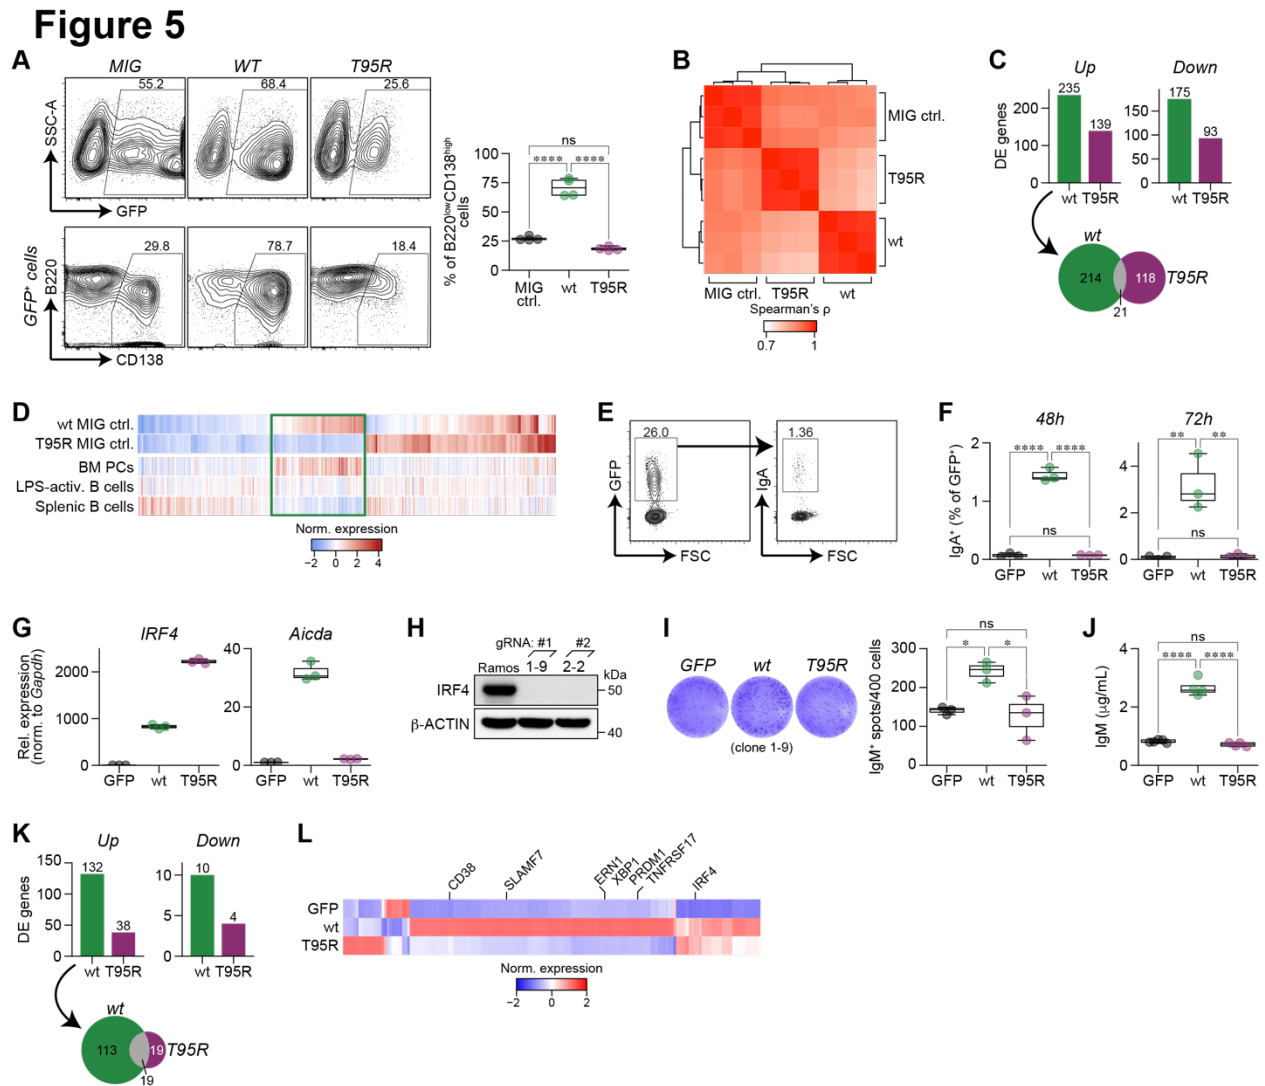 Figure 5
A
MIG WT T95R
55.2 68.4 25.6
SSC-A
GFP
29.8 78.7 18.4
GFP+ cells
B220
CD138
% of B220lowCD138high cells
ns
**** ****
100
75
50
25
0
MIG ctrl. wt T95R
B
MIG ctrl.
T95R
wt
MIG ctrl. T95R wt
Spearman's ρ
0.7 1
C
Up Down
DE genes
235
139
200
100
0
wt T95R
175
93
150
100
50
0
wt T95R
wt
214 118 T95R
21
D
wt MIG ctrl.
T95R MIG ctrl.
BM PCs
LPS-activ. B cells
Splenic B cells
Norm. expression
−2 0 2 4
E
26.0 1.36
GFP
FSC
IgA
FSC
F
48h 72h
IgA+ (% of GFP+)
2
1
0
**** ****
ns
GFP wt T95R
4
2
0
** **
ns
GFP wt T95R
G
IRF4 Aicda
Rel. expression
(norm. to Gapdh)
2000
1000
0
GFP wt T95R
40
20
0
GFP wt T95R
H
gRNA: #1 #2
Ramos 1-9 2-2 kDa
IRF4 50
β-ACTIN 40
I
GFP wt T95R
(clone 1-9)
IgM+ spots/400 cells
ns
* *
300
200
100
0
GFP wt T95R
J
IgM (μg/mL)
ns
**** ****
4
2
0
GFP wt T95R
K
Up Down
DE genes
150
100
50
0
132
38
wt T95R
10
5
0
10
4
wt T95R
wt
113 19 T95R
19
L
CD38 SLAMF7 ERN1 XBP1 PRDM1 TNFRSF17 IRF4
GFP
wt
T95R
Norm. expression
−2 0 2